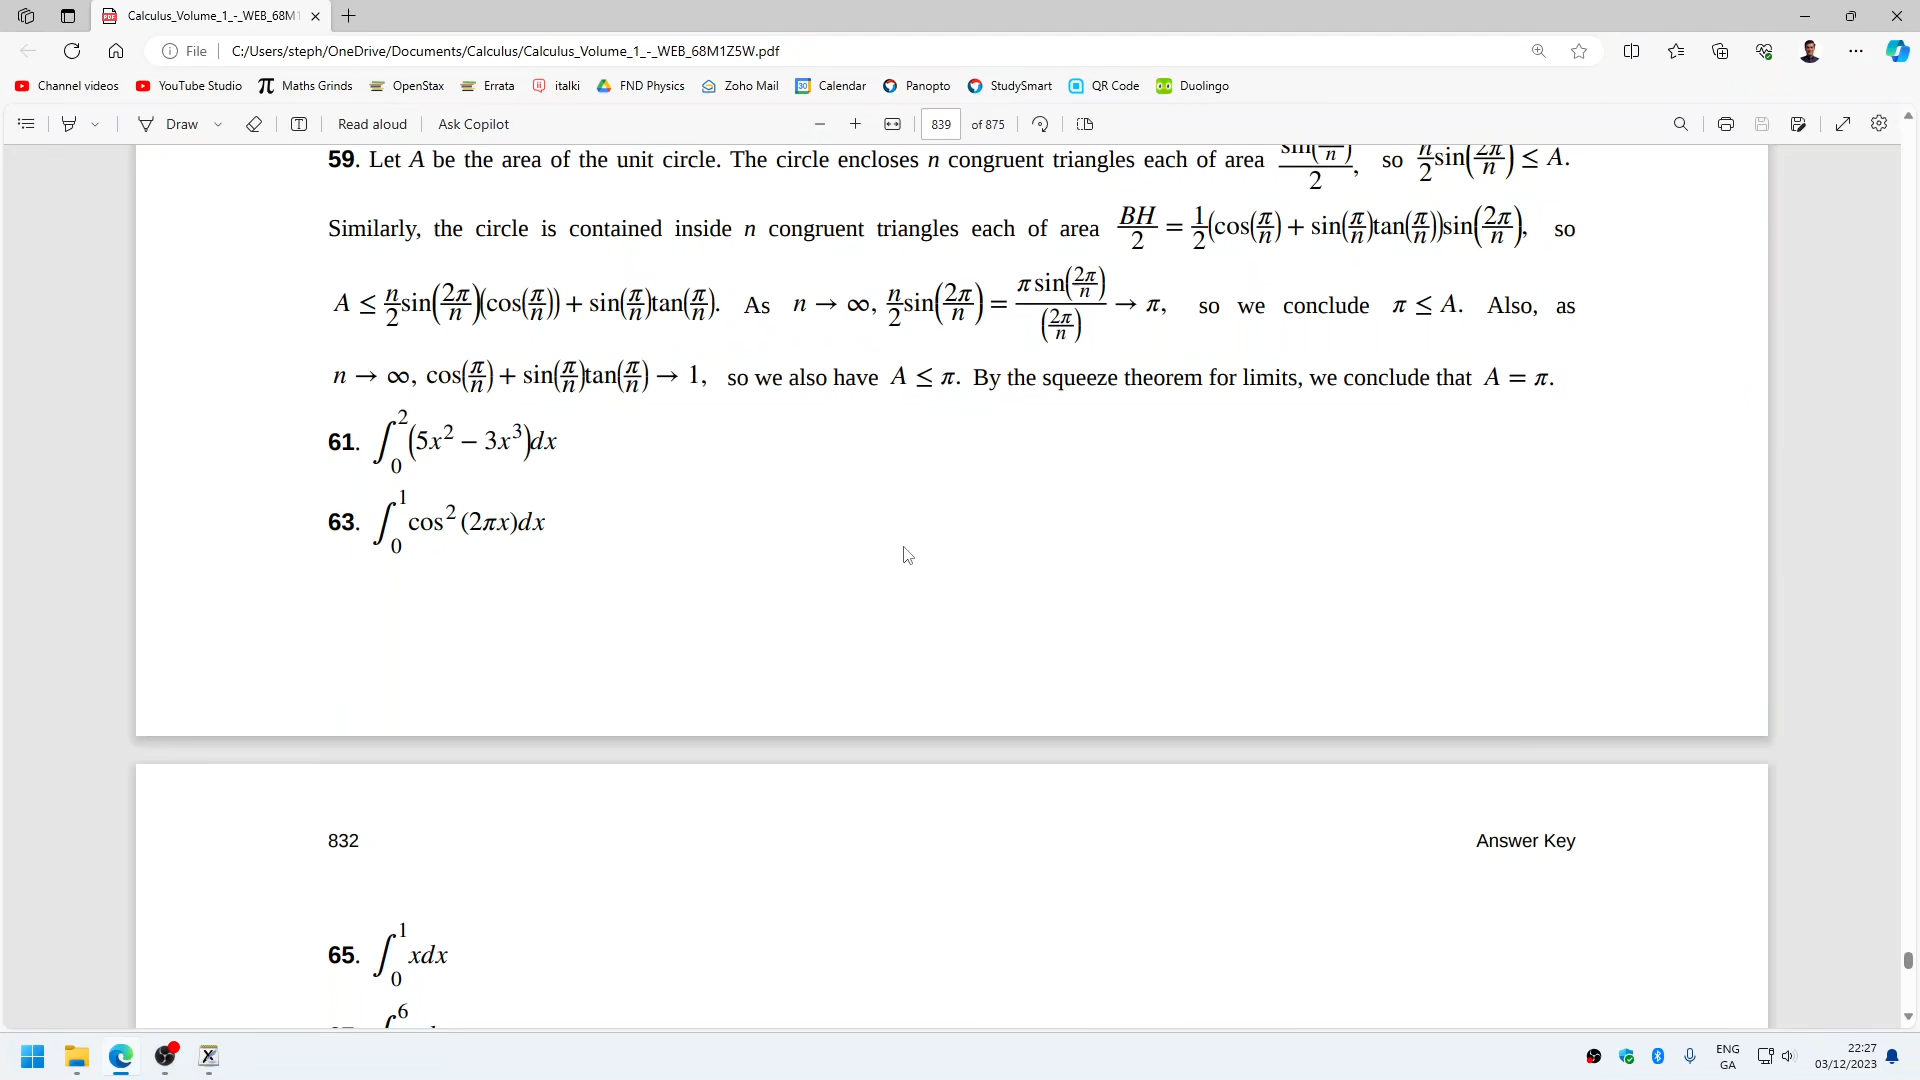 Calculus_Volume_1_-_WEB_68M1
File C:/Users/steph/OneDrive/Documents/Calculus/Calculus_Volume_1_-_WEB_68M1Z5W.pdf
Channel videos YouTube Studio Maths Grinds OpenStax Errata italki FND Physics Zoho Mail Calendar Panopto StudySmart QR Code Duolingo
Draw Read aloud Ask Copilot 839 of 875
59. Let A be the area of the unit circle. The circle encloses n congruent triangles each of area sin(2π/n)/2, so n/2 sin(2π/n) ≤ A.
Similarly, the circle is contained inside n congruent triangles each of area BH/2 = 1/2(cos(π/n) + sin(π/n)tan(π/n))sin(2π/n), so
A ≤ n/2 sin(2π/n)(cos(π/n)) + sin(π/n)tan(π/n). As n → ∞, n/2 sin(2π/n) = π sin(2π/n)/(2π/n) → π, so we conclude π ≤ A. Also, as
n → ∞, cos(π/n) + sin(π/n)tan(π/n) → 1, so we also have A ≤ π. By the squeeze theorem for limits, we conclude that A = π.
61. ∫₀²(5x² − 3x³)dx
63. ∫₀¹cos²(2πx)dx
832 Answer Key
65. ∫₀¹xdx
ENG
GA
22:27
03/12/2023